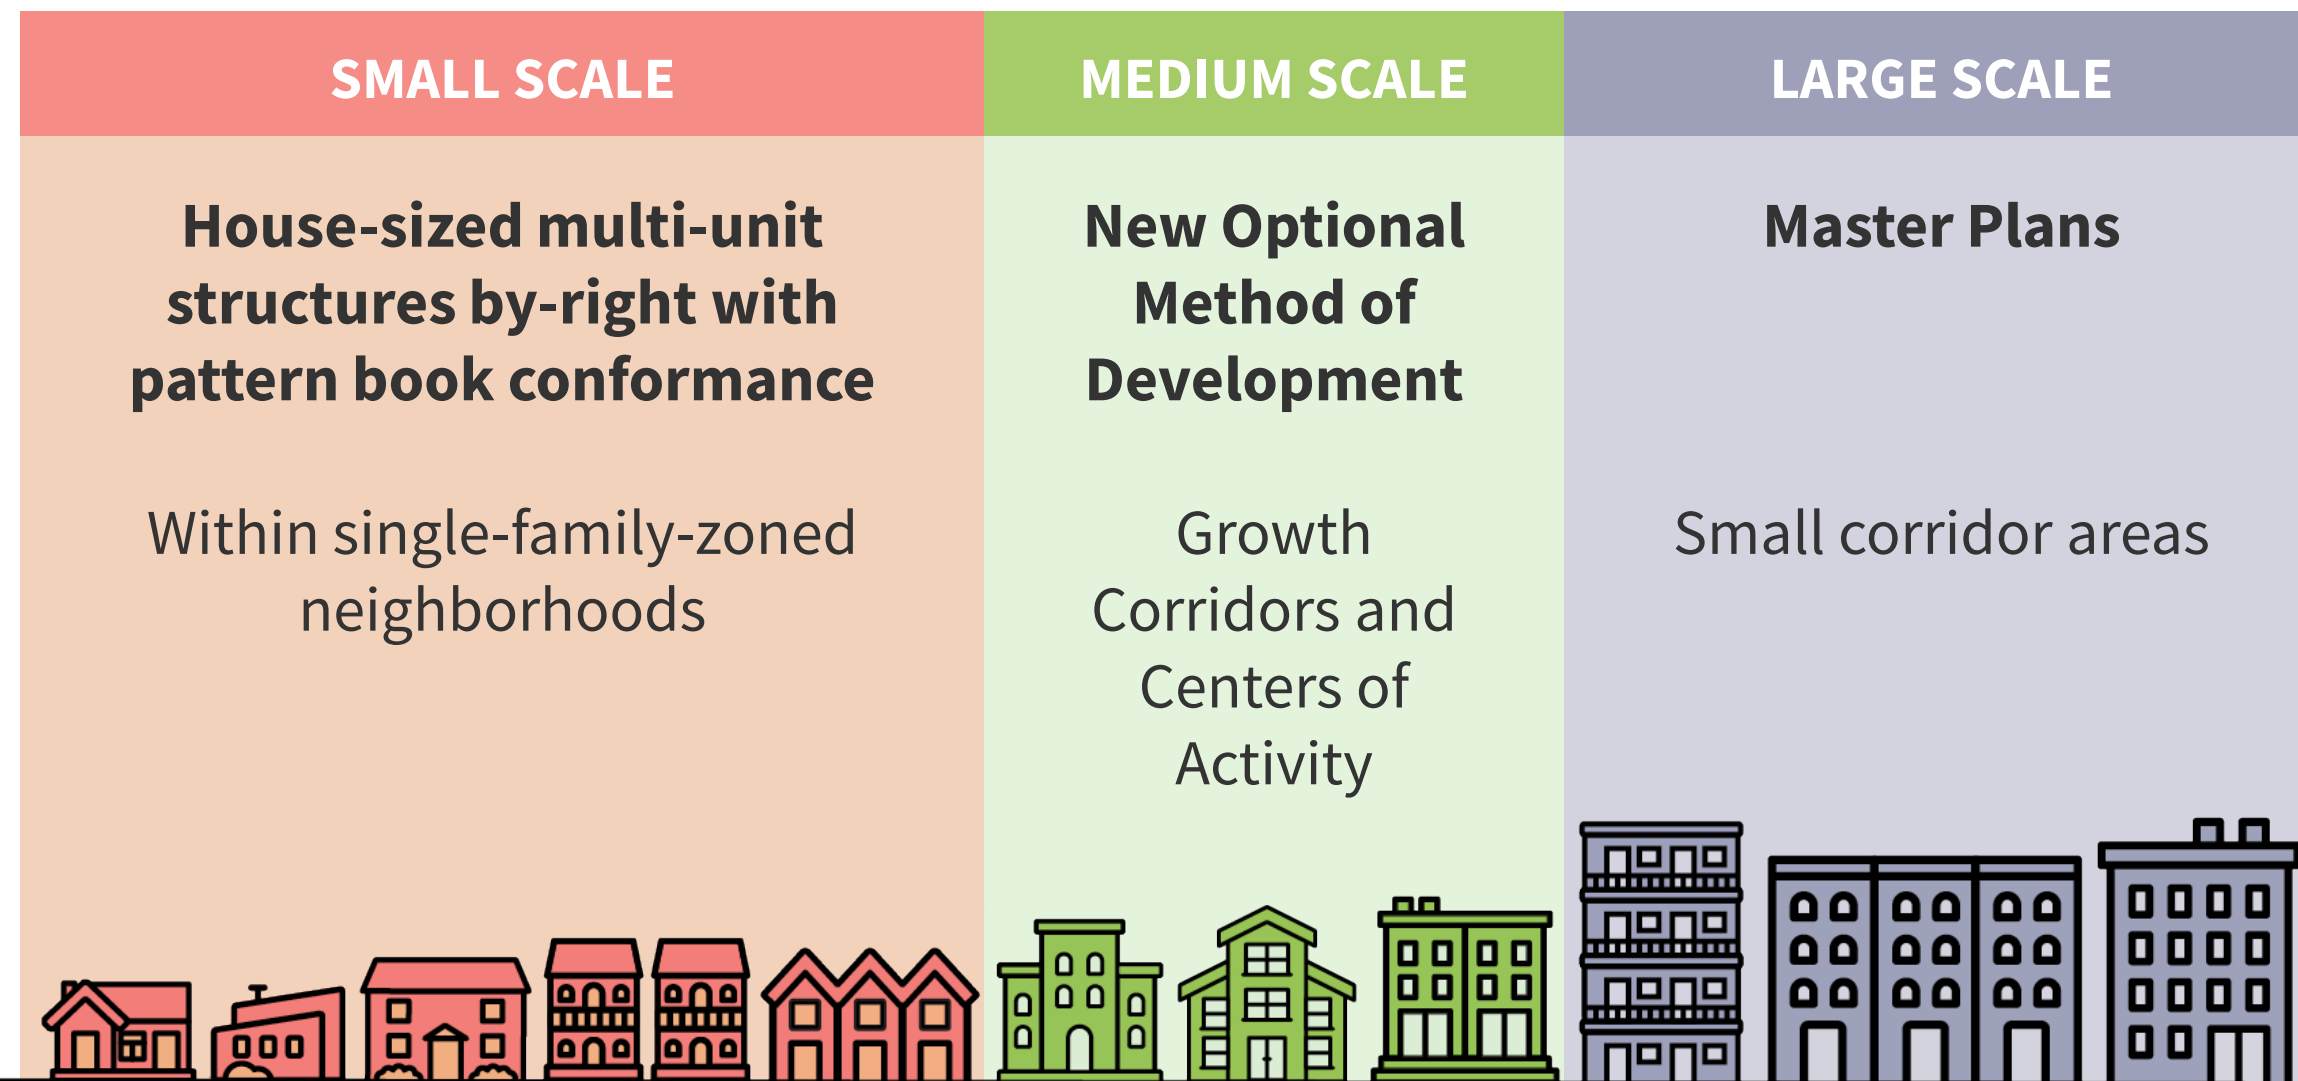 SMALL SCALE
House-sized multi-unit
structures by-right with
pattern book conformance
Within single-family-zoned
neighborhoods
MEDIUM SCALE
New Optional
Method of
Development
Growth
Corridors and
Centers of
Activity
LARGE SCALE
Master Plans
Small corridor areas